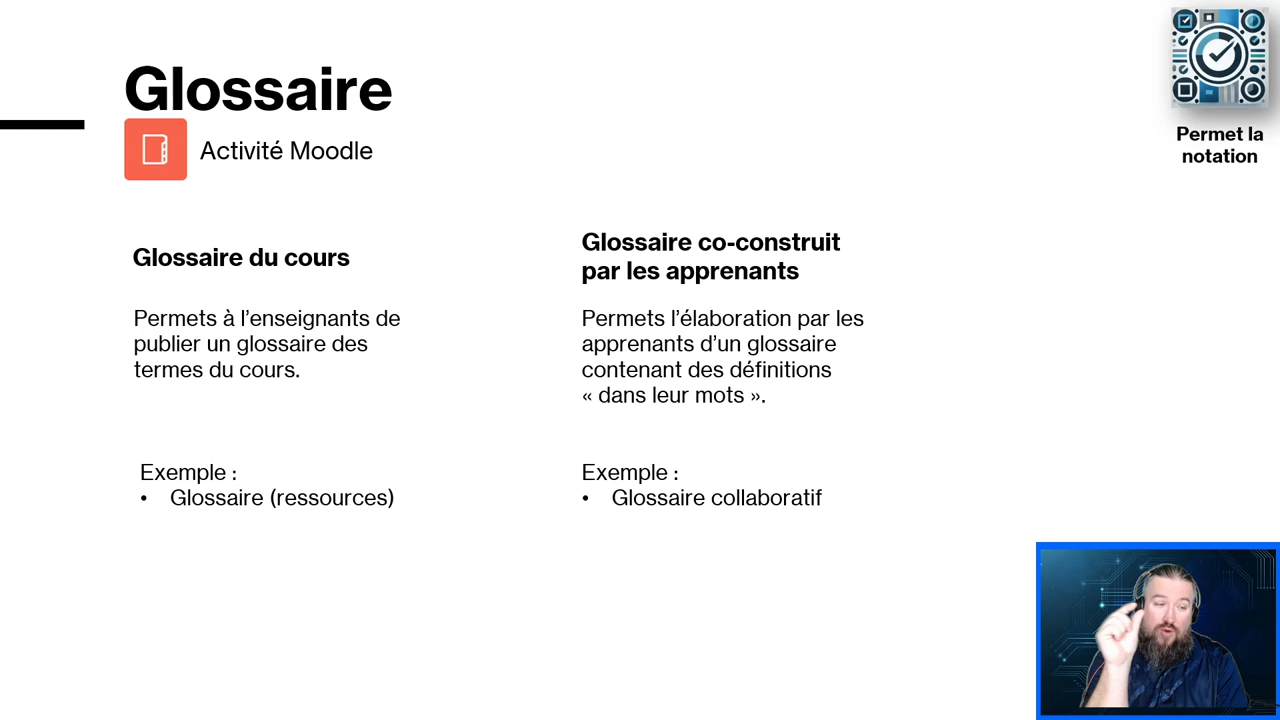 Glossaire
Activité Moodle
Permet la
notation
Glossaire du cours
Permets à l’enseignants de
publier un glossaire des
termes du cours.
Exemple :
• Glossaire (ressources)
Glossaire co-construit
par les apprenants
Permets l’élaboration par les
apprenants d’un glossaire
contenant des définitions
« dans leur mots ».
Exemple :
• Glossaire collaboratif